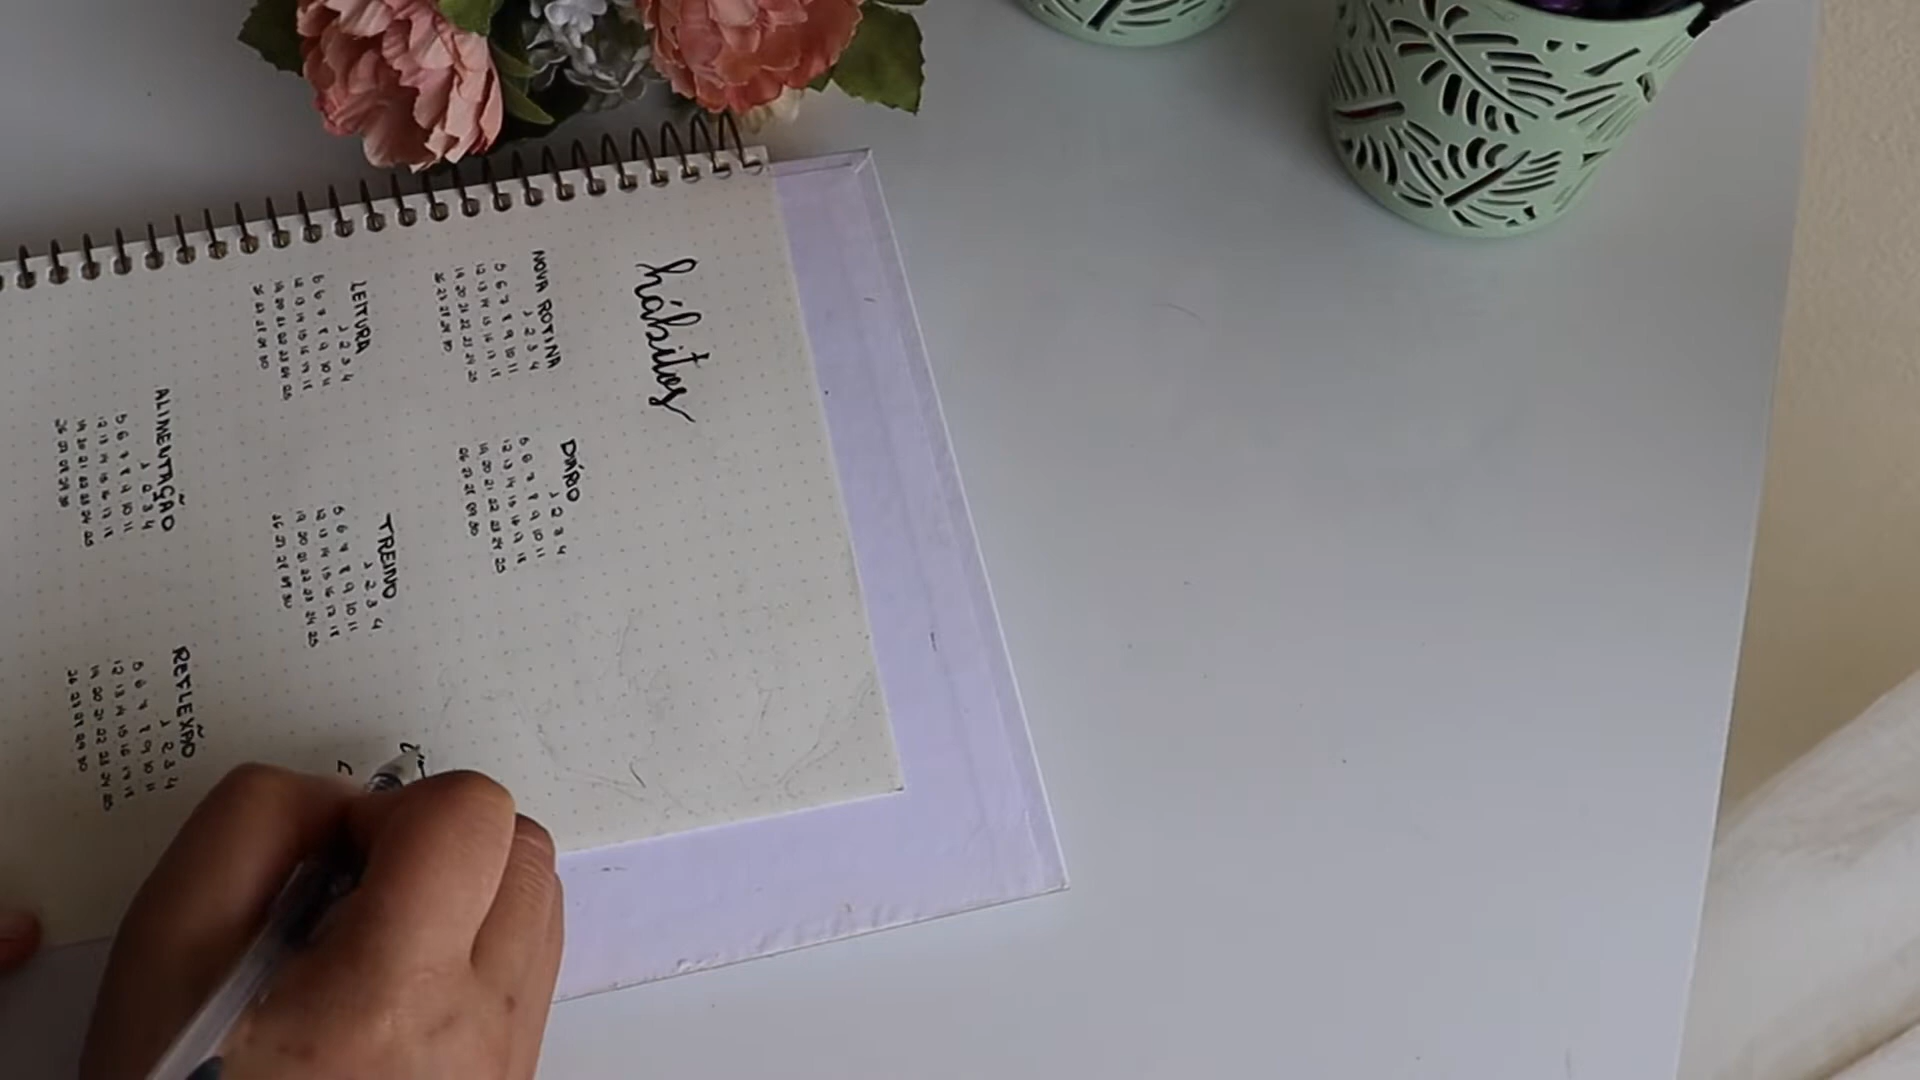 hábitos
NOVA ROTINA
1 2 3 4
5 6 7 8 9 10 11
12 13 14 15 16 17 18
19 20 21 22 23 24 25
26 27 28 29 30
DIÁRO
1 2 3 4
5 6 7 8 9 10 11
12 13 14 15 16 17 18
19 20 21 22 23 24 25
26 27 28 29 30
LEITURA
1 2 3 4
5 6 7 8 9 10 11
12 13 14 15 16 17 18
19 20 21 22 23 24 25
26 27 28 29 30
TREINO
1 2 3 4
5 6 7 8 9 10 11
12 13 14 15 16 17 18
19 20 21 22 23 24 25
26 27 28 29 30
ALIMENTAÇÃO
1 2 3 4
5 6 7 8 9 10 11
12 13 14 15 16 17 18
19 20 21 22 23 24 25
26 27 28 29 30
REFLEXÃO
1 2 3 4
5 6 7 8 9 10 11
12 13 14 15 16 17 18
19 20 21 22 23 24 25
26 27 28 29 30